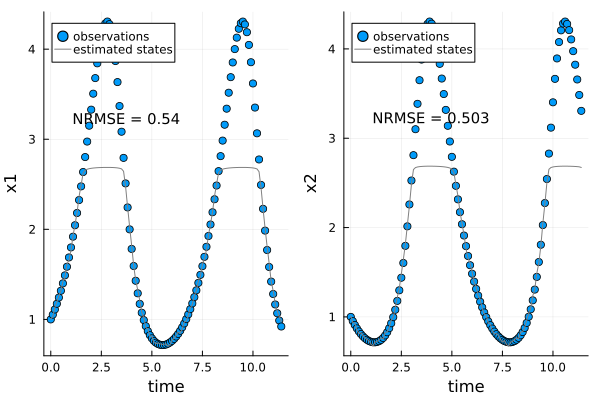 observations
estimated states
NRMSE = 0.54
x1
4
3
2
1
0.0 2.5 5.0 7.5 10.0
time
observations
estimated states
NRMSE = 0.503
x2
4
3
2
1
0.0 2.5 5.0 7.5 10.0
time